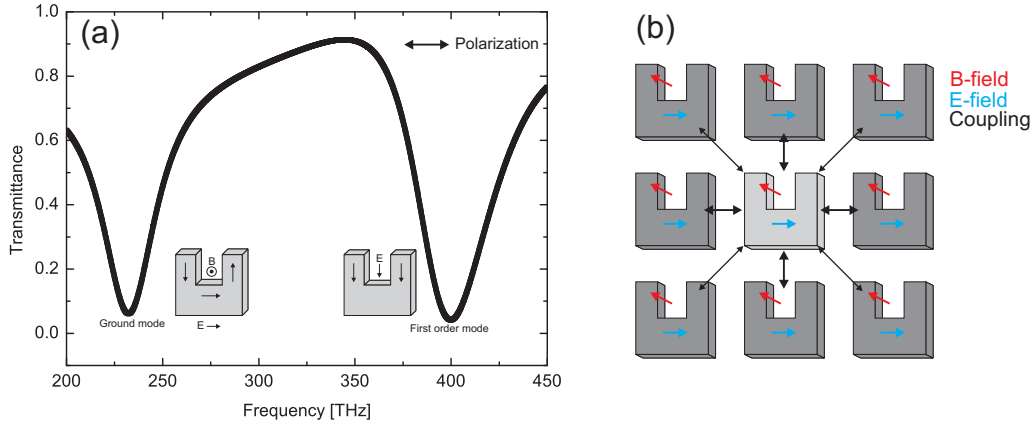 (a)
Polarization
Transmittance
1.0
0.8
0.6
0.4
0.2
0.0
B
E
E
Ground mode
First order mode
200
250
300
350
400
450
Frequency [THz]
(b)
B-field
E-field
Coupling